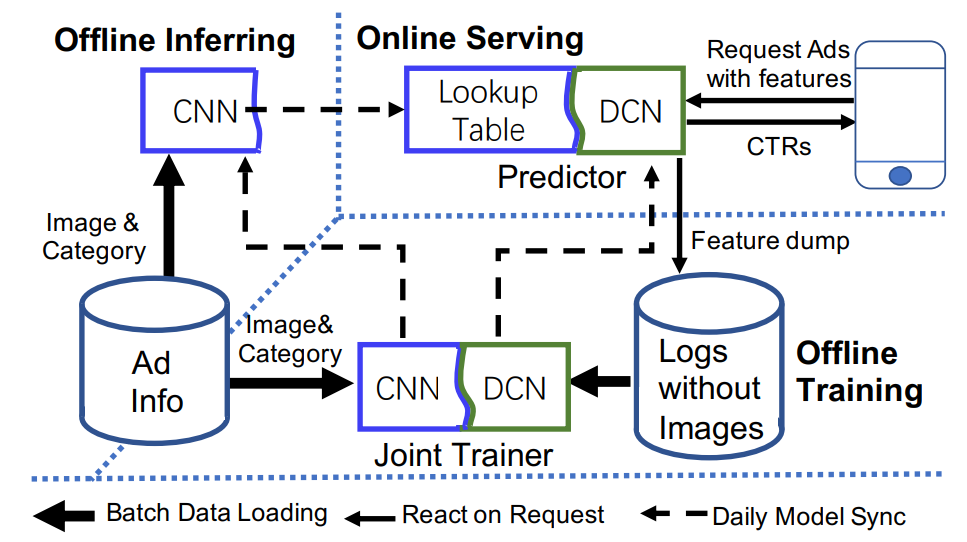 Offline Inferring
Online Serving
Request Ads
with features
CNN
Lookup
Table
DCN
CTRs
Predictor
Image &
Category
Feature dump
Image&
Category
Ad
Info
CNN
DCN
Logs
without
Images
Offline
Training
Joint Trainer
Batch Data Loading
React on Request
Daily Model Sync